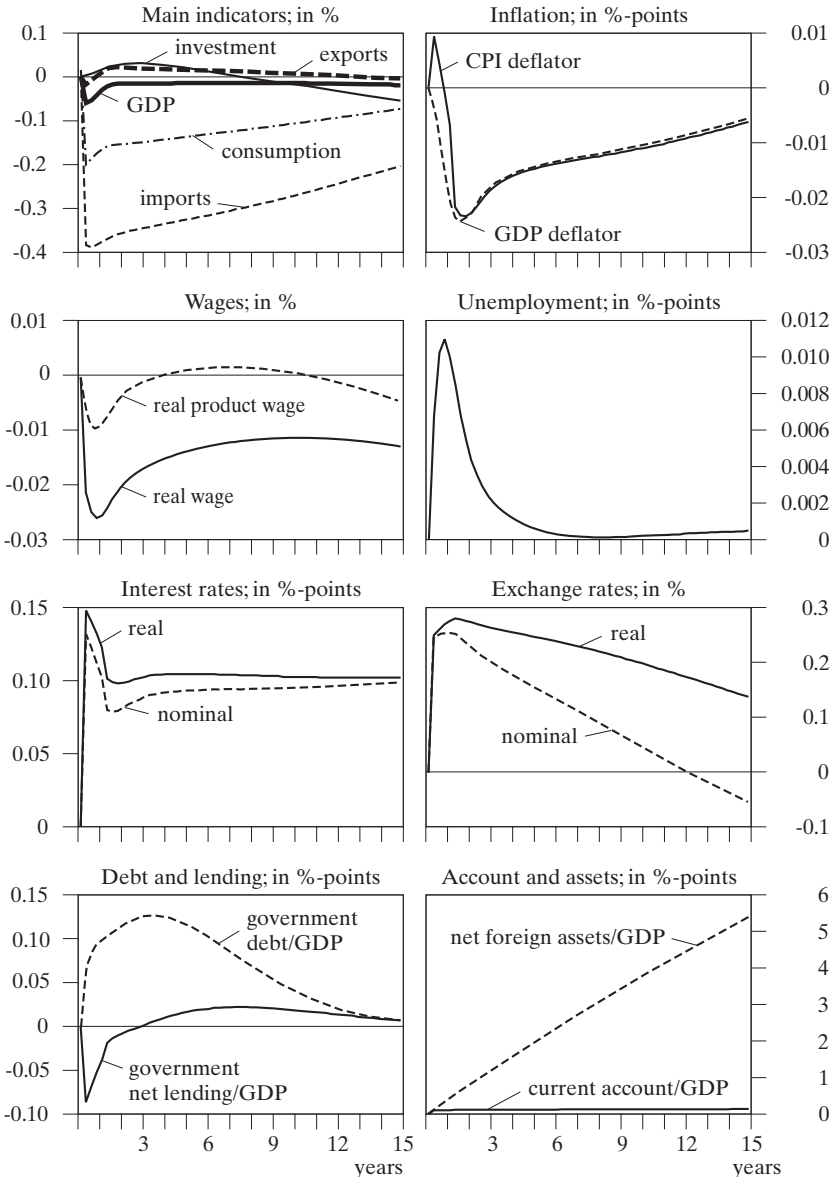 Main indicators; in %
0.1
0
-0.1
-0.2
-0.3
-0.4
investment
exports
GDP
consumption
imports
Inflation; in %-points
0.01
0
-0.01
-0.02
-0.03
CPI deflator
GDP deflator
Wages; in %
0.01
0
-0.01
-0.02
-0.03
real product wage
real wage
Unemployment; in %-points
0.012
0.010
0.008
0.006
0.004
0.002
0
Interest rates; in %-points
0.15
0.10
0.05
0
real
nominal
Exchange rates; in %
0.3
0.2
0.1
0
-0.1
real
nominal
Debt and lending; in %-points
0.15
0.10
0.05
0
-0.05
-0.10
government
debt/GDP
government
net lending/GDP
3 6 9 12 15
years
Account and assets; in %-points
6
5
4
3
2
1
0
net foreign assets/GDP
current account/GDP
3 6 9 12 15
years